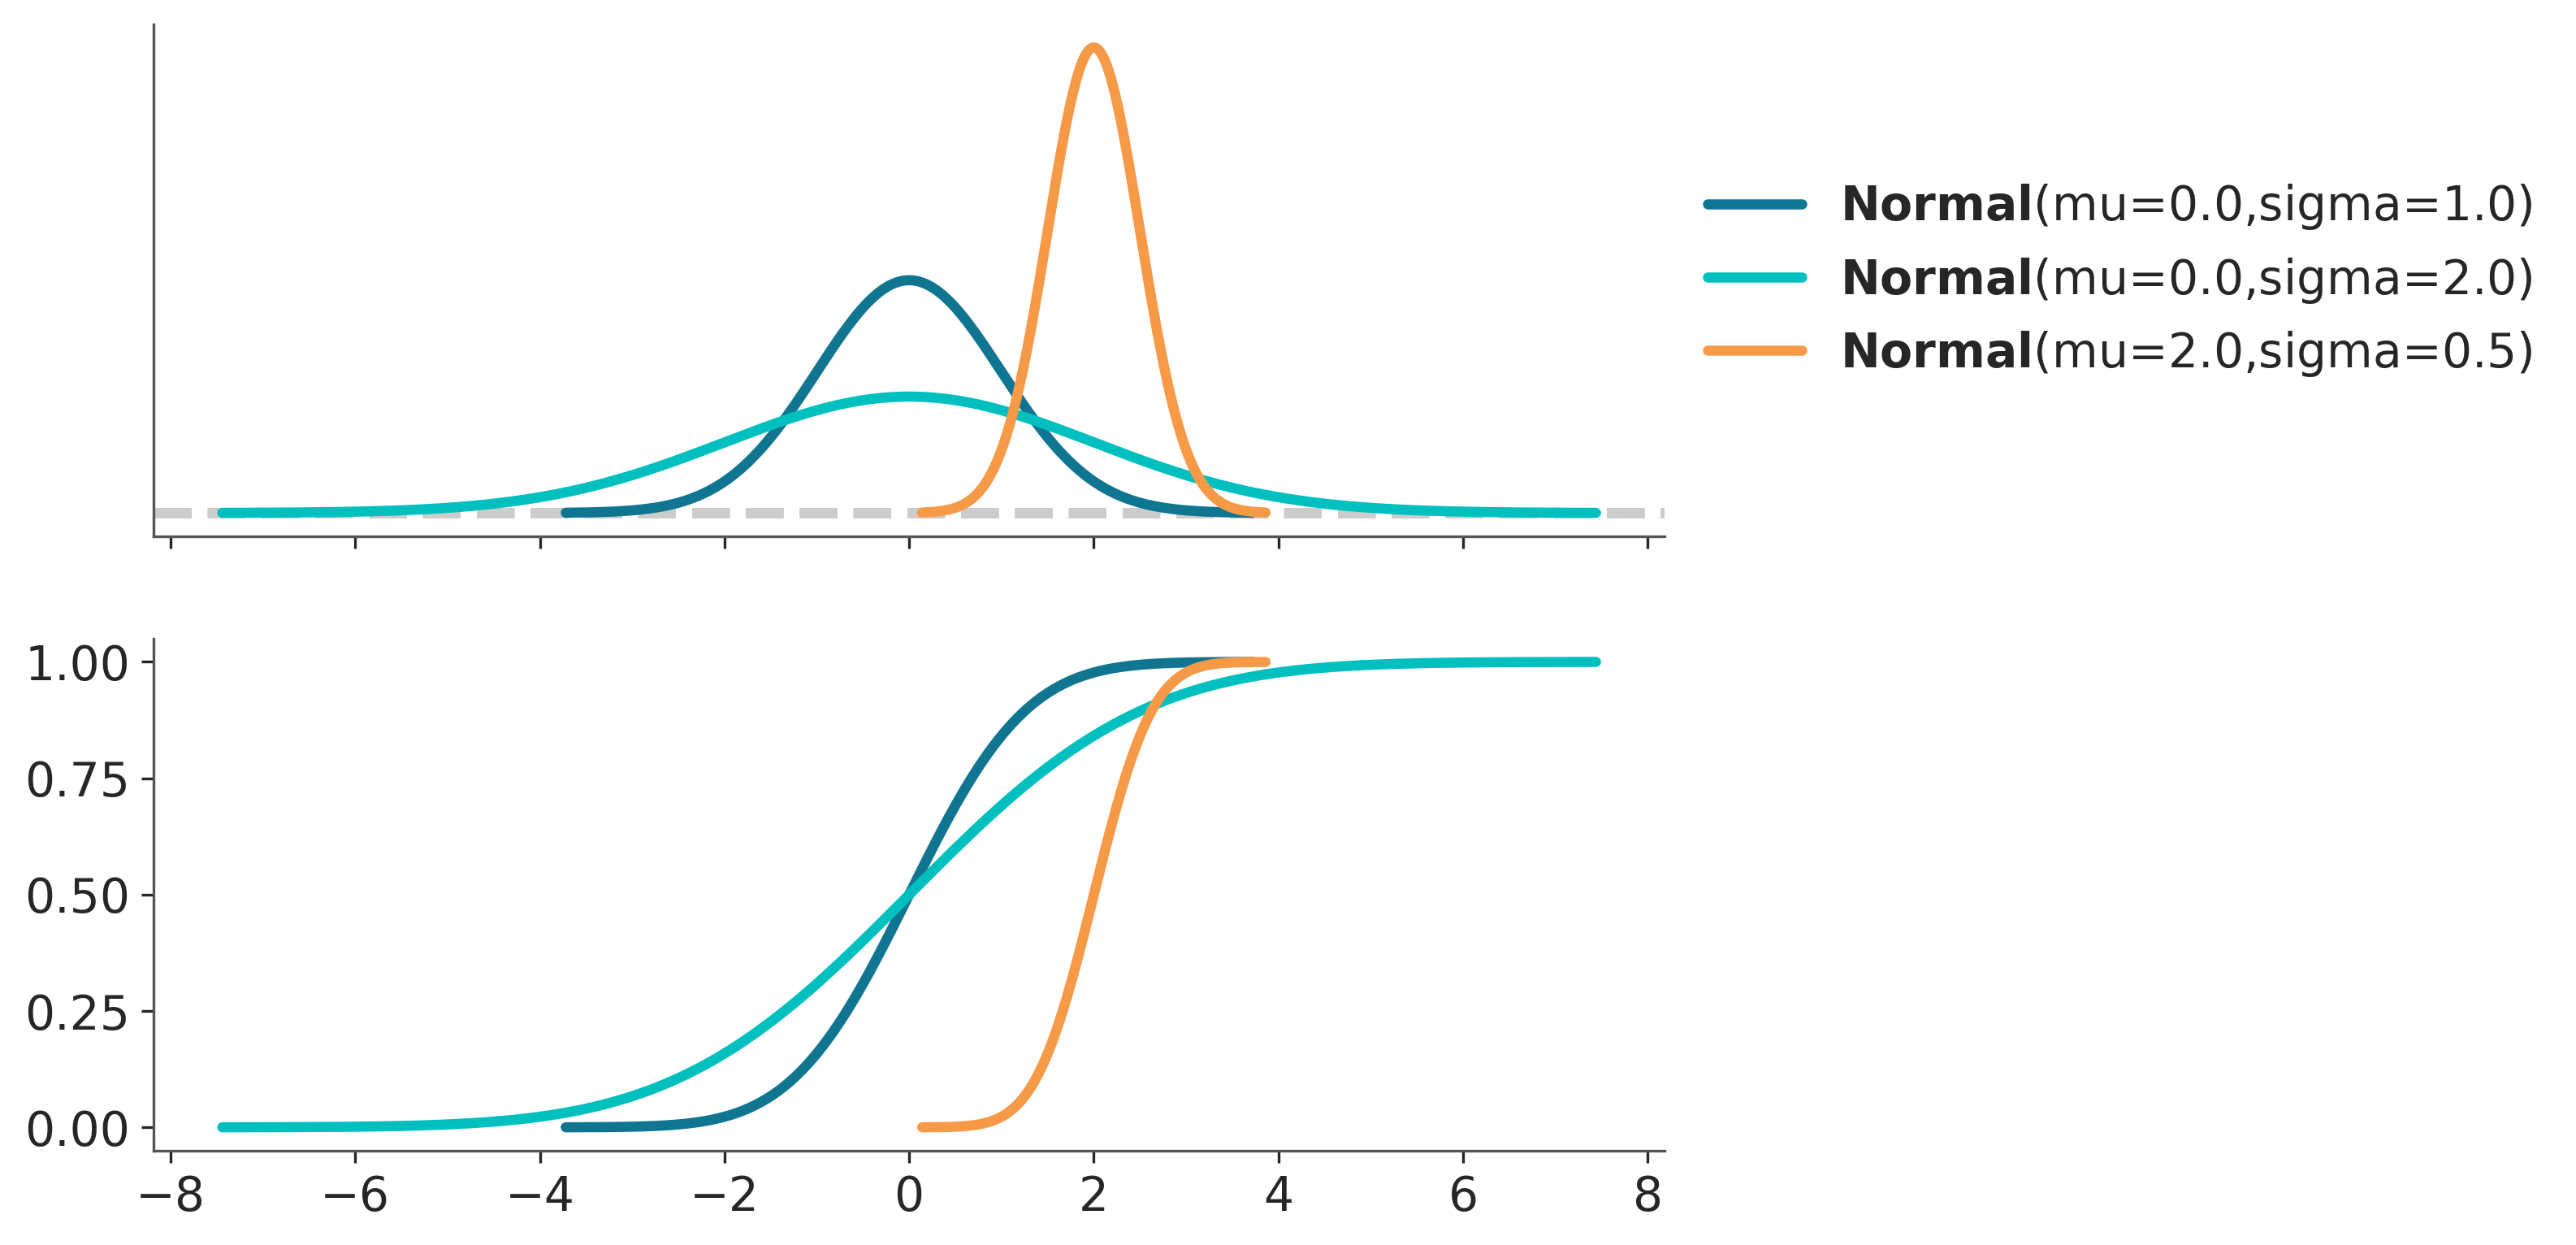 Normal(mu=0.0,sigma=1.0)
Normal(mu=0.0,sigma=2.0)
Normal(mu=2.0,sigma=0.5)
1.00
0.75
0.50
0.25
0.00
−8 −6 −4 −2 0 2 4 6 8